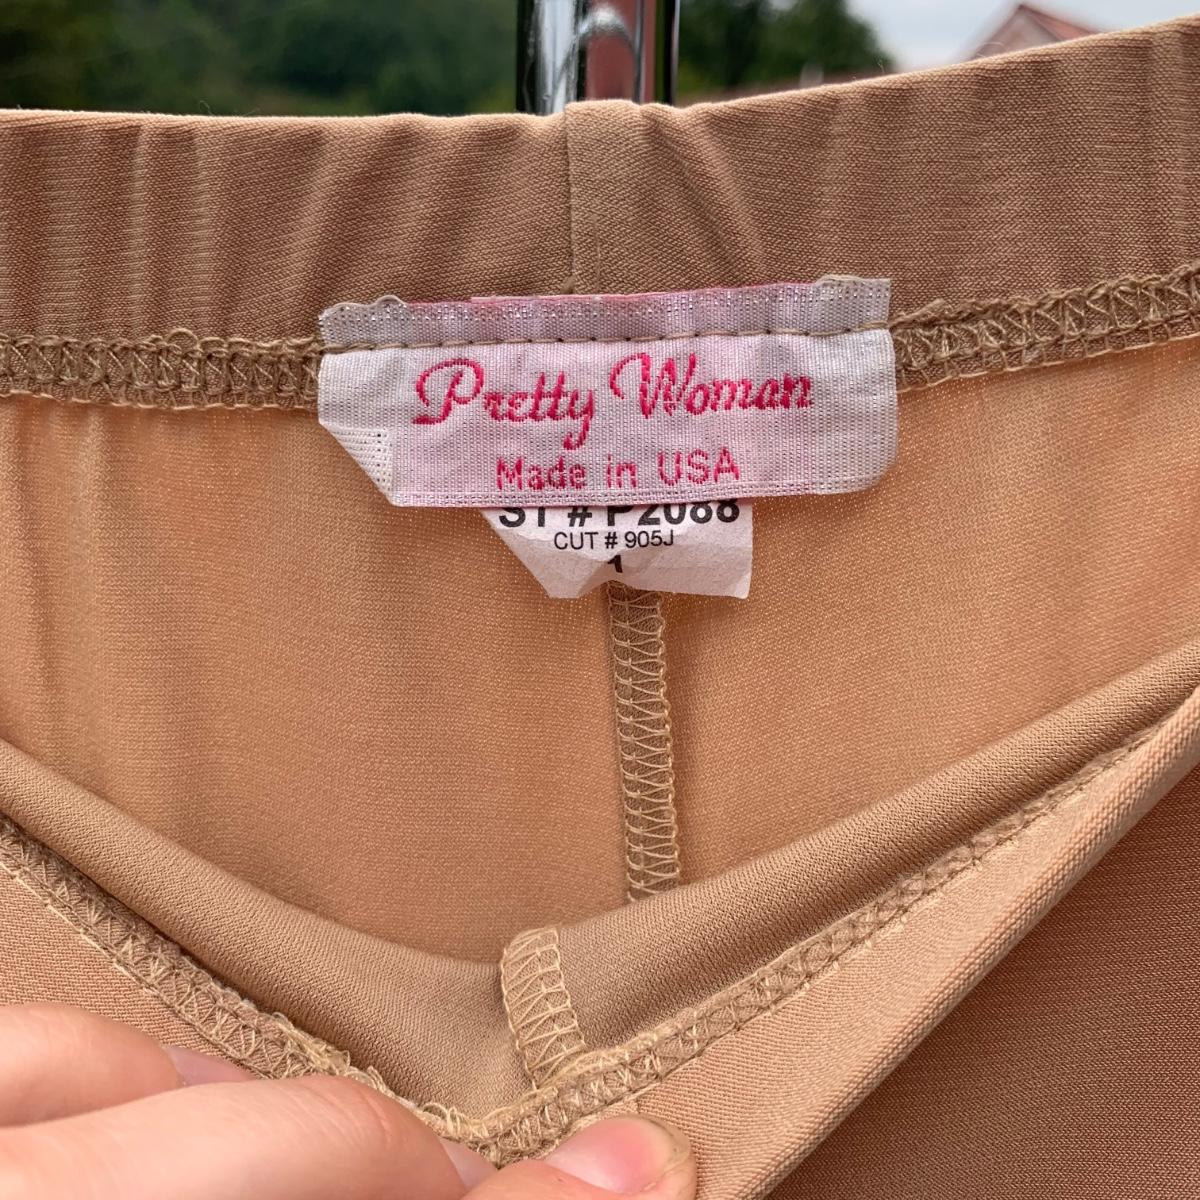 Pretty Woman
Made in USA
ST # P2088
CUT # 905J
1